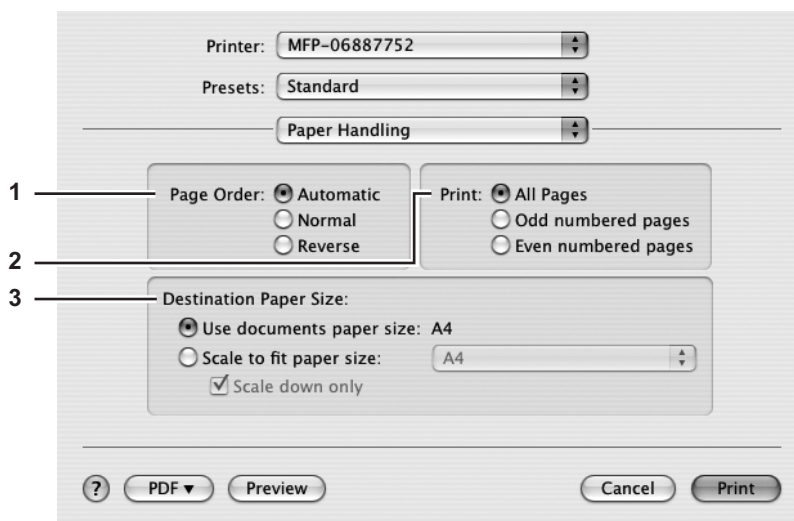 Printer: MFP-06887752
Presets: Standard
Paper Handling
1
Page Order: Automatic
Normal
Reverse
2
Print: All Pages
Odd numbered pages
Even numbered pages
3
Destination Paper Size:
Use documents paper size: A4
Scale to fit paper size: A4
Scale down only
? PDF▼ Preview Cancel Print